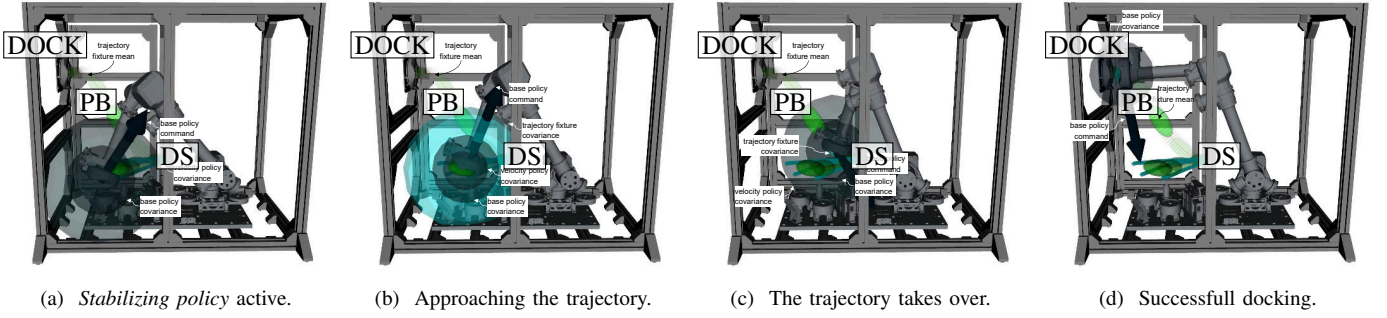 DOCK
trajectory
fixture mean
PB
base policy
command
DS
policy
covariance
base policy
covariance
(a) Stabilizing policy active.
DOCK
trajectory
fixture mean
base policy
command
PB
trajectory fixture
covariance
DS
velocity policy
covariance
base policy
covariance
(b) Approaching the trajectory.
DOCK
trajectory
fixture mean
PB
trajectory fixture
covariance
DS
policy
command
base policy
covariance
velocity policy
covariance
(c) The trajectory takes over.
base policy
covariance
DOCK
PB
trajectory
mean
base policy
command
DS
(d) Successfull docking.